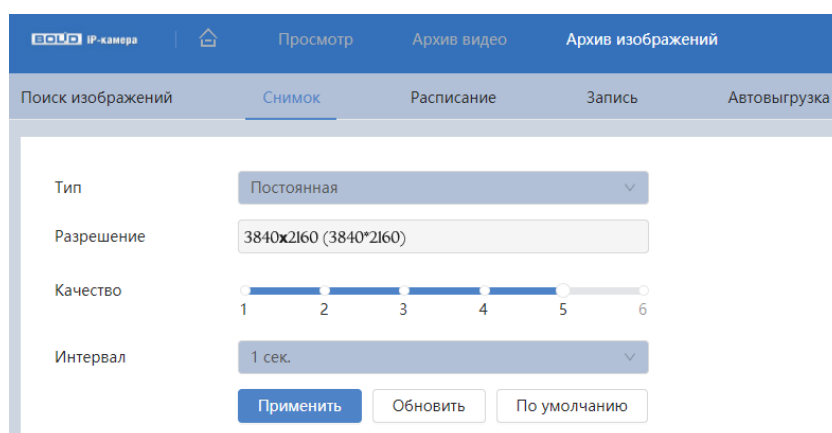 BOLID IP-камера Просмотр Архив видео Архив изображений
Поиск изображений Снимок Расписание Запись Автовыгрузка
Тип Постоянная
Разрешение 3840x2160 (3840*2160)
Качество
1 2 3 4 5 6
Интервал 1 сек.
Применить Обновить По умолчанию